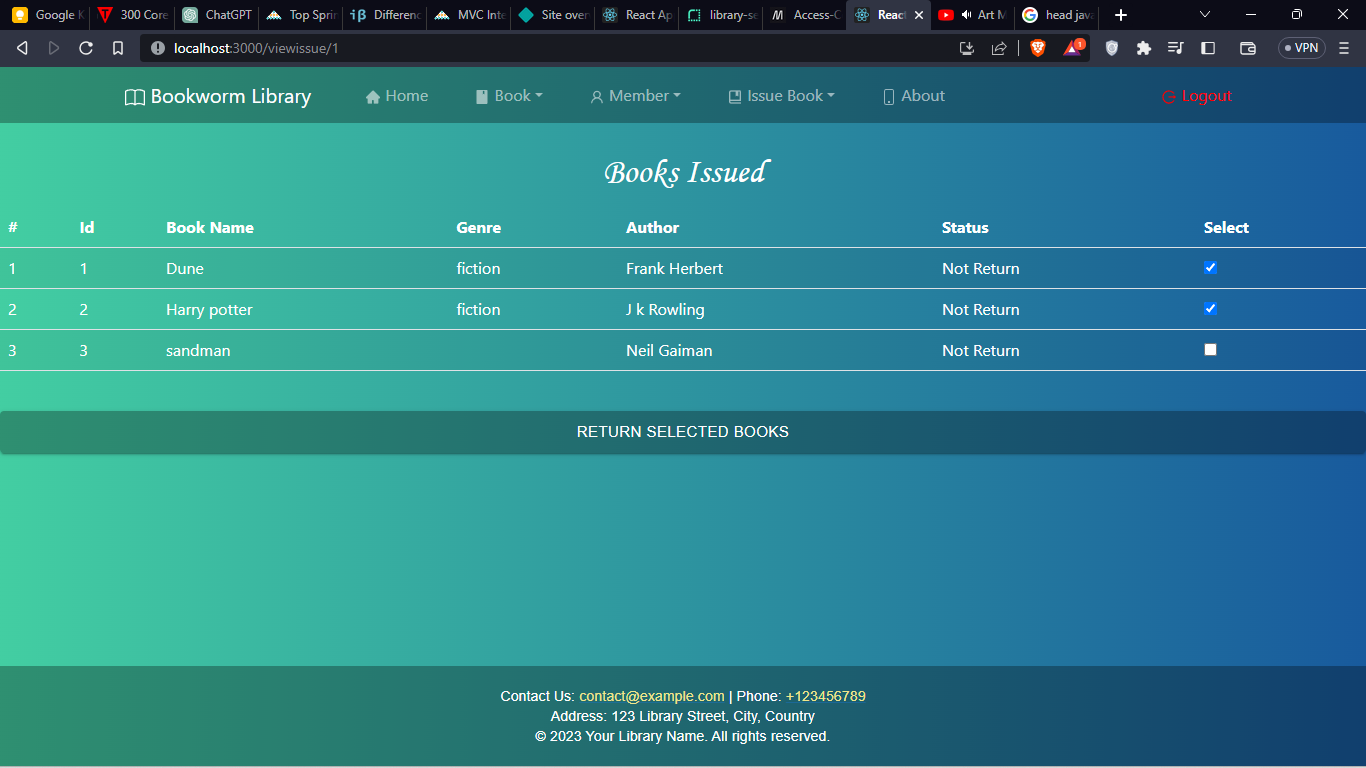 Google K 300 Core ChatGPT Top Sprin Differenc MVC Inte Site over React Ap library-se Access-C React Art M head java
localhost:3000/viewissue/1 1 VPN
Bookworm Library Home Book Member Issue Book About Logout
Books Issued
# Id Book Name Genre Author Status Select
1 1 Dune fiction Frank Herbert Not Return
2 2 Harry potter fiction J k Rowling Not Return
3 3 sandman Neil Gaiman Not Return
RETURN SELECTED BOOKS
Contact Us: contact@example.com | Phone: +123456789
Address: 123 Library Street, City, Country
© 2023 Your Library Name. All rights reserved.